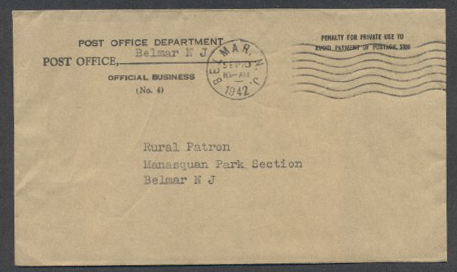 POST OFFICE DEPARTMENT
Belmar N J
POST OFFICE,
OFFICIAL BUSINESS
(No. 4)
BELMAR, N. J.
SEP
1942
PENALTY FOR PRIVATE USE TO
AVOID PAYMENT OF POSTAGE, $300
Rural Patron
Manasquan Park Section
Belmar N J